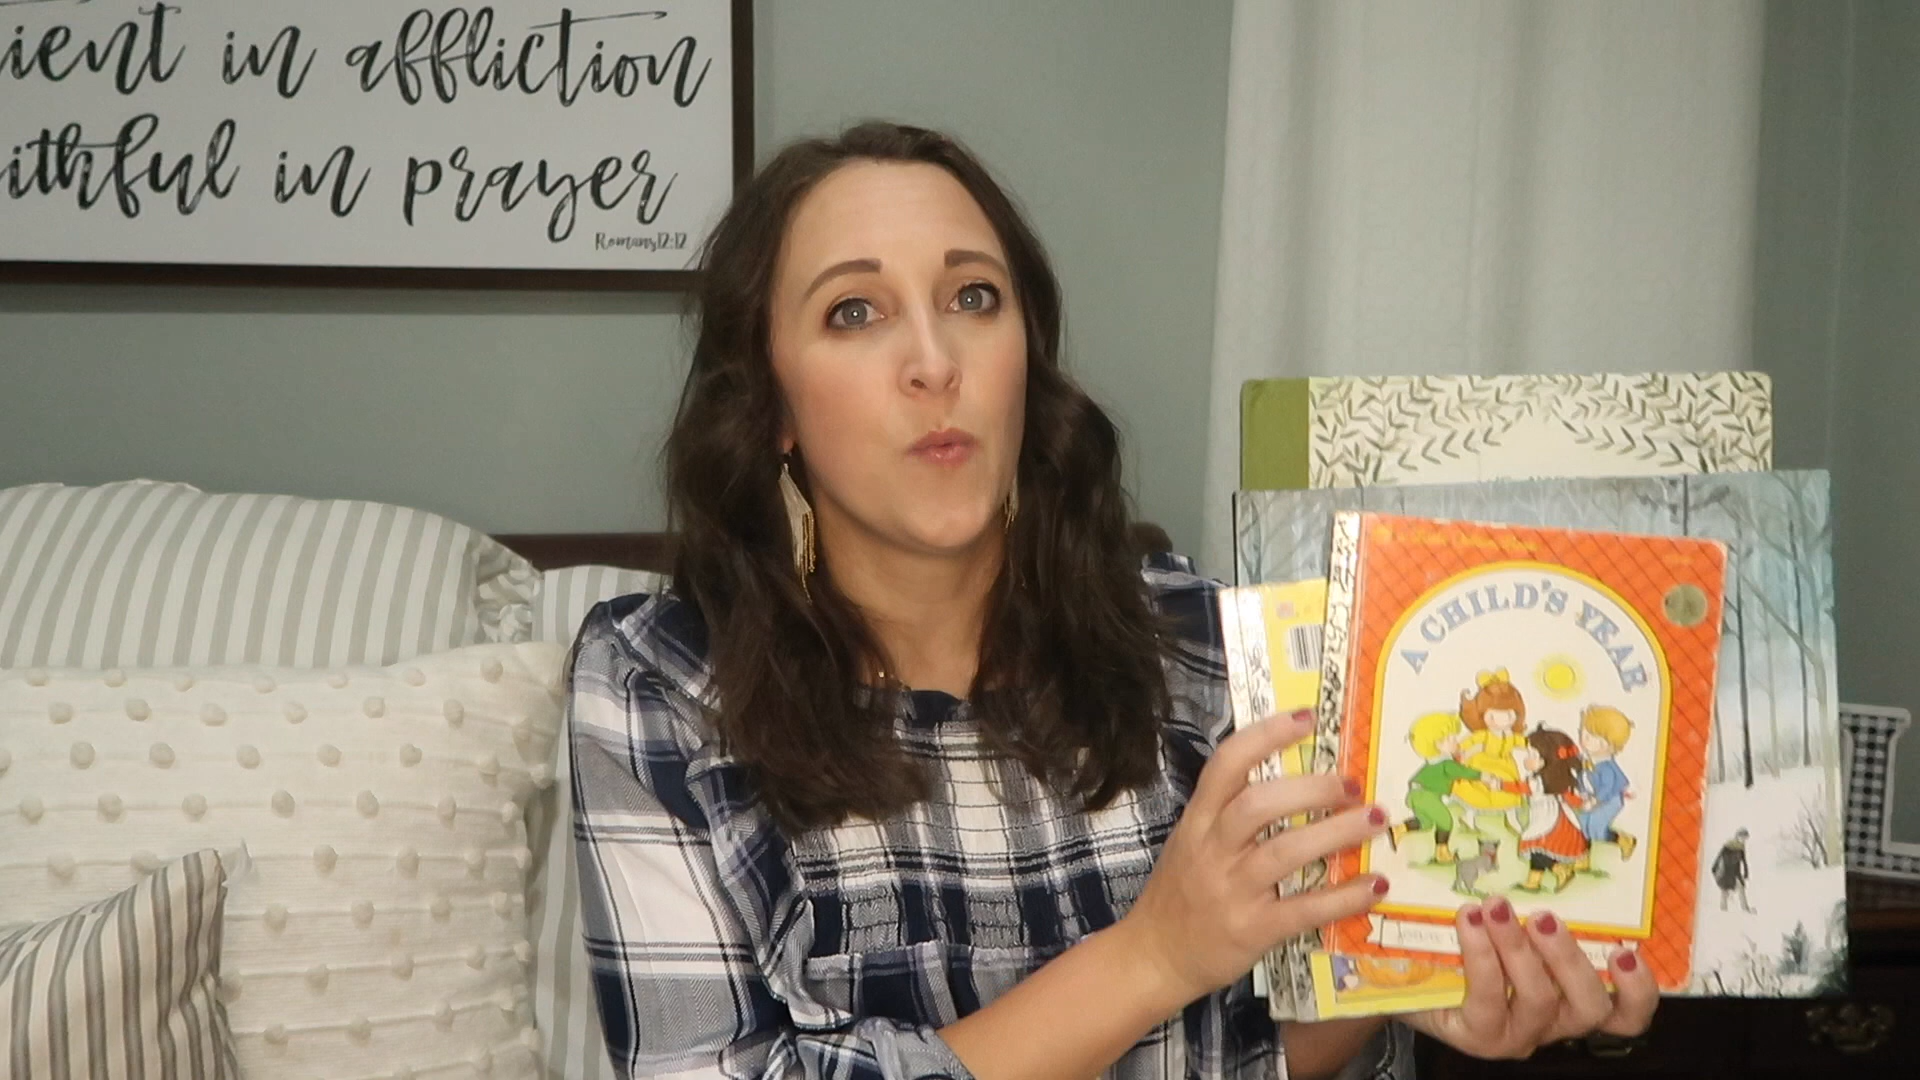 ient in affliction
ithful in prayer
Romans 12:12
A CHILD'S YEAR